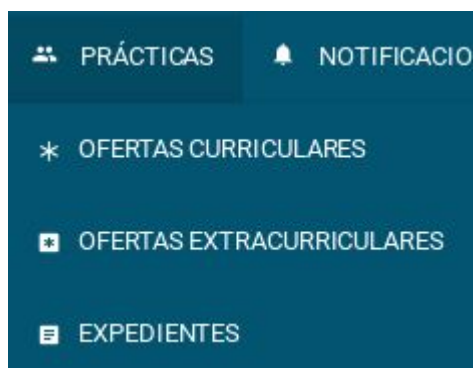 PRÁCTICAS NOTIFICACIO
OFERTAS CURRICULARES
OFERTAS EXTRACURRICULARES
EXPEDIENTES